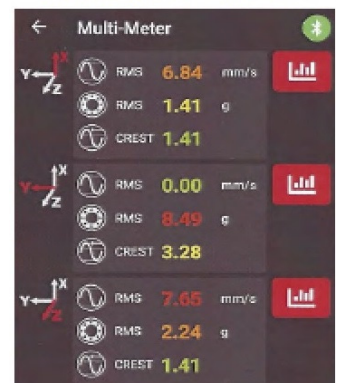 Multi-Meter
X
Y
Z
RMS 6.84 mm/s
RMS 1.41 g
CREST 1.41
X
Y
Z
RMS 0.00 mm/s
RMS 8.49 g
CREST 3.28
X
Y
Z
RMS 7.65 mm/s
RMS 2.24 g
CREST 1.41